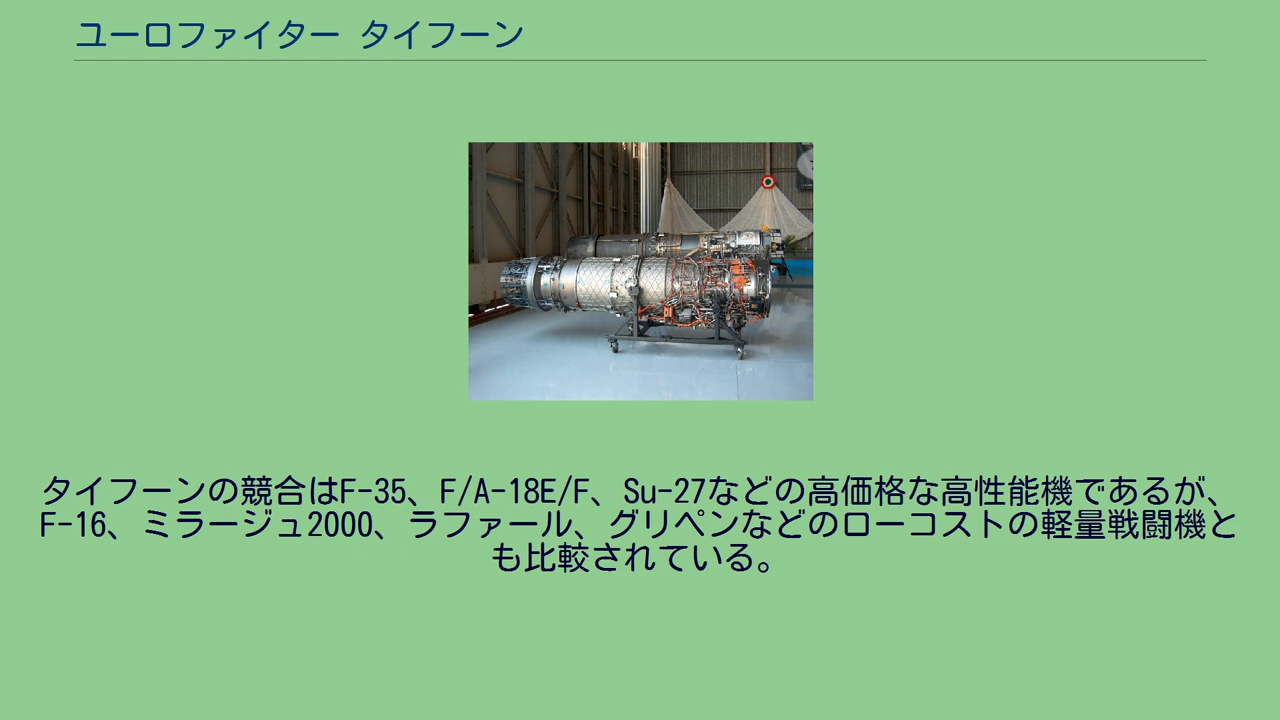 ユーロファイター タイフーン
タイフーンの競合はF-35、F/A-18E/F、Su-27などの高価格な高性能機であるが、
F-16、ミラージュ2000、ラファール、グリペンなどのローコストの軽量戦闘機と
も比較されている。